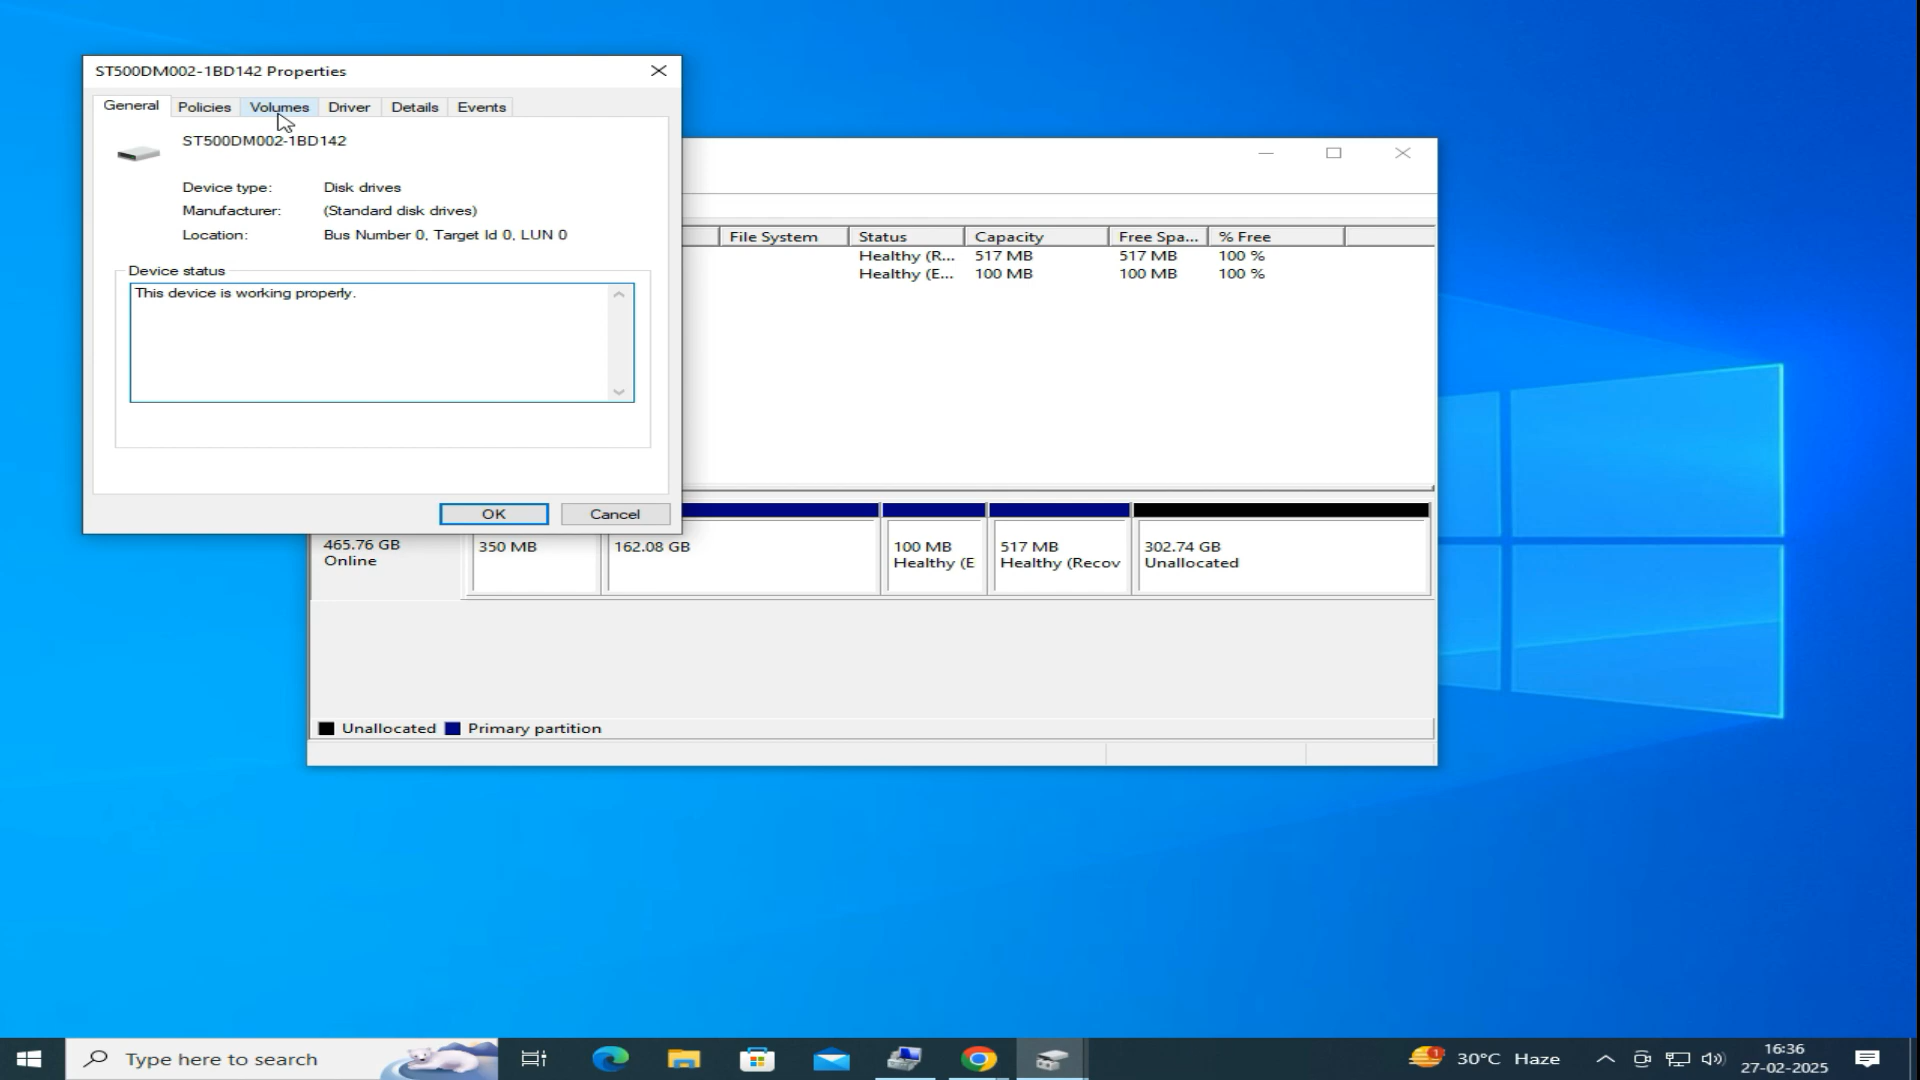 ST500DM002-1BD142 Properties
General Policies Volumes Driver Details Events
ST500DM002-1BD142
Device type: Disk drives
Manufacturer: (Standard disk drives)
Location: Bus Number 0, Target Id 0, LUN 0
Device status
This device is working properly.
OK Cancel
File System Status Capacity Free Spa... % Free
Healthy (R... 517 MB 517 MB 100 %
Healthy (E... 100 MB 100 MB 100 %
465.76 GB
Online
350 MB
162.08 GB
100 MB
Healthy (E
517 MB
Healthy (Recov
302.74 GB
Unallocated
Unallocated Primary partition
Type here to search
1
30°C Haze
16:36
27-02-2025